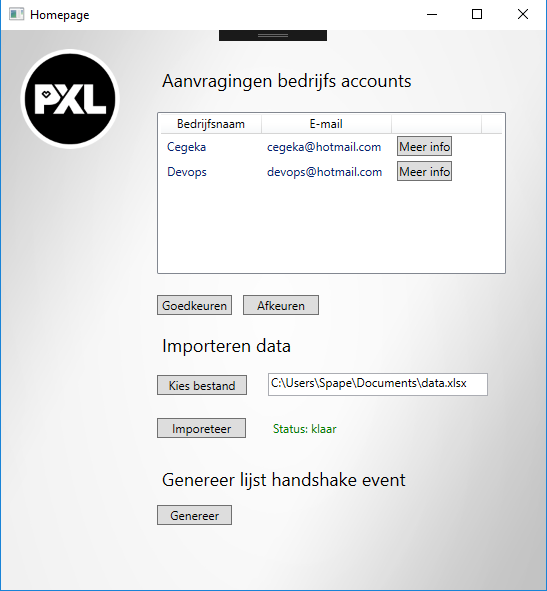 Homepage
PXL
Aanvragingen bedrijfs accounts
Bedrijfsnaam E-mail
Cegeka cegeka@hotmail.com Meer info
Devops devops@hotmail.com Meer info
Goedkeuren Afkeuren
Importeren data
Kies bestand C:\Users\Spape\Documents\data.xlsx
Imporeteer Status: klaar
Genereer lijst handshake event
Genereer